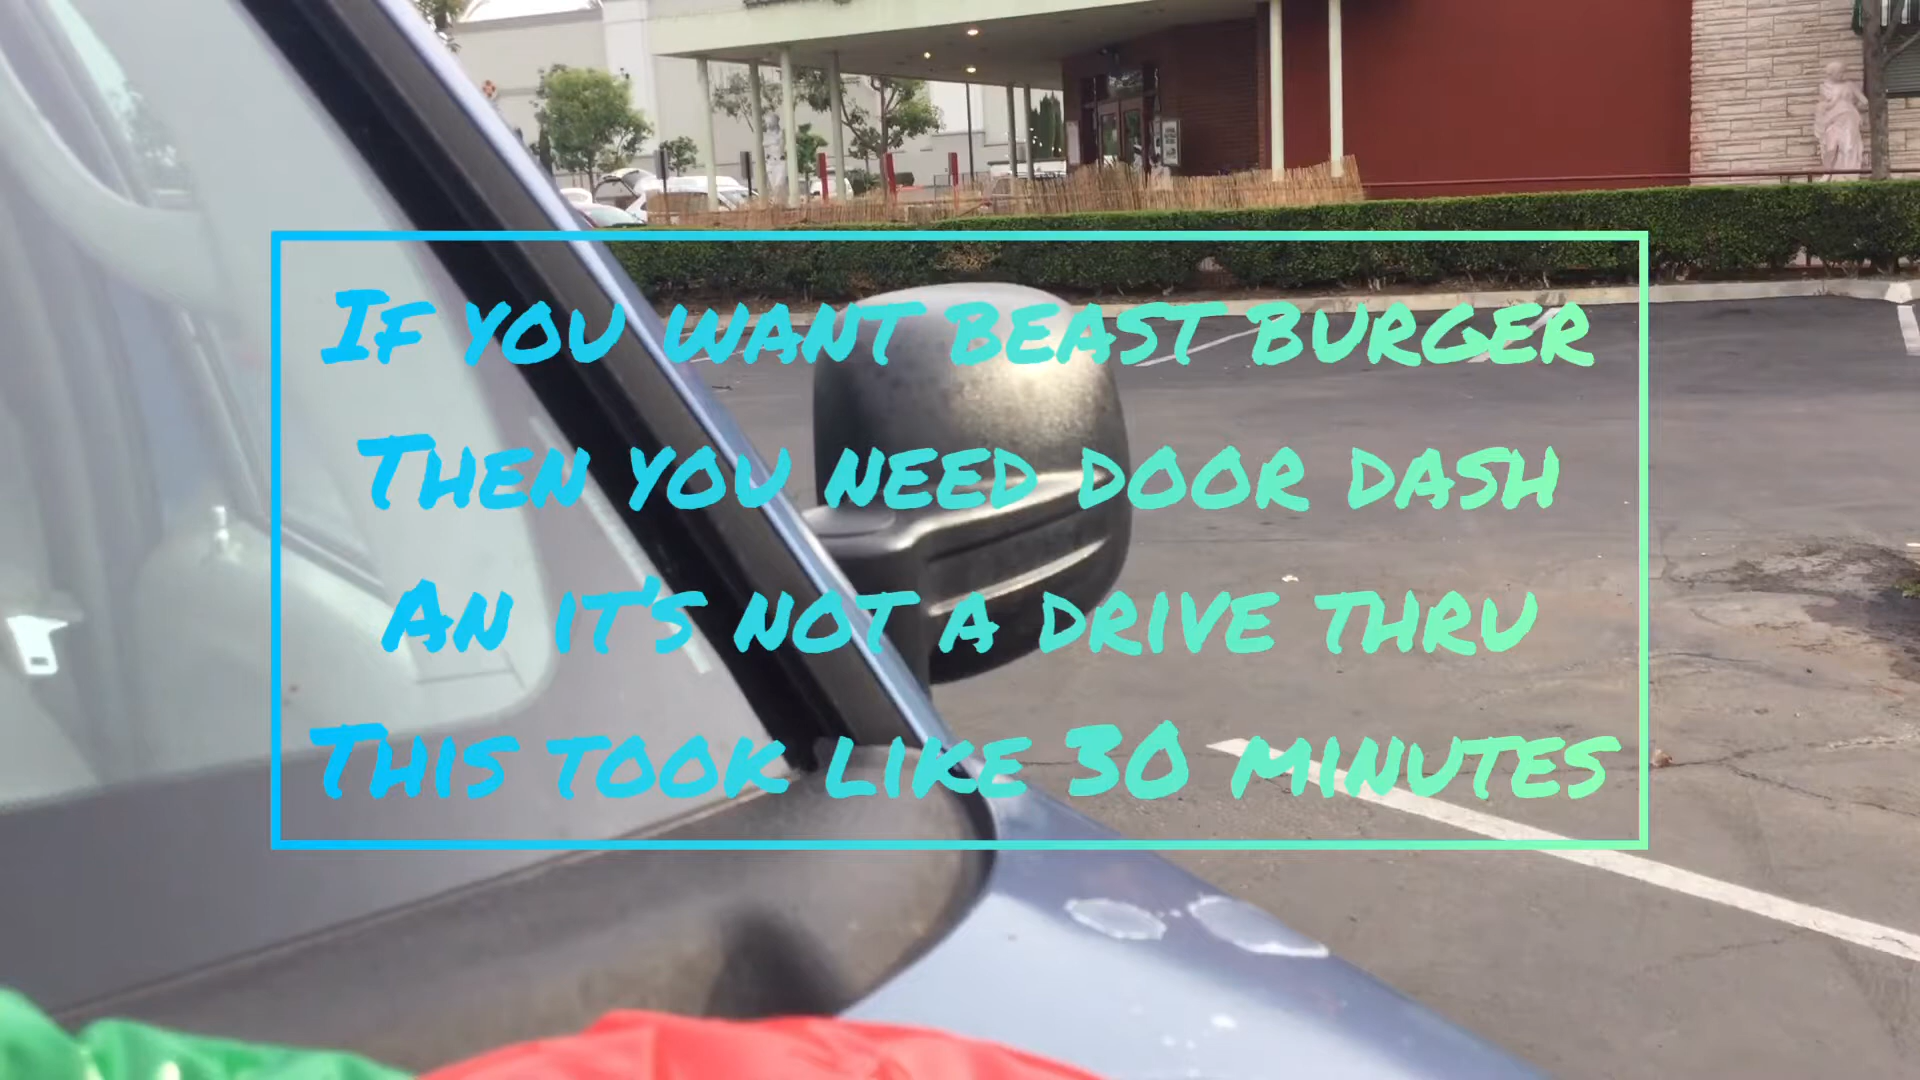 If you want beast burger
Then you need door dash
An it's not a drive thru
This took like 30 minutes